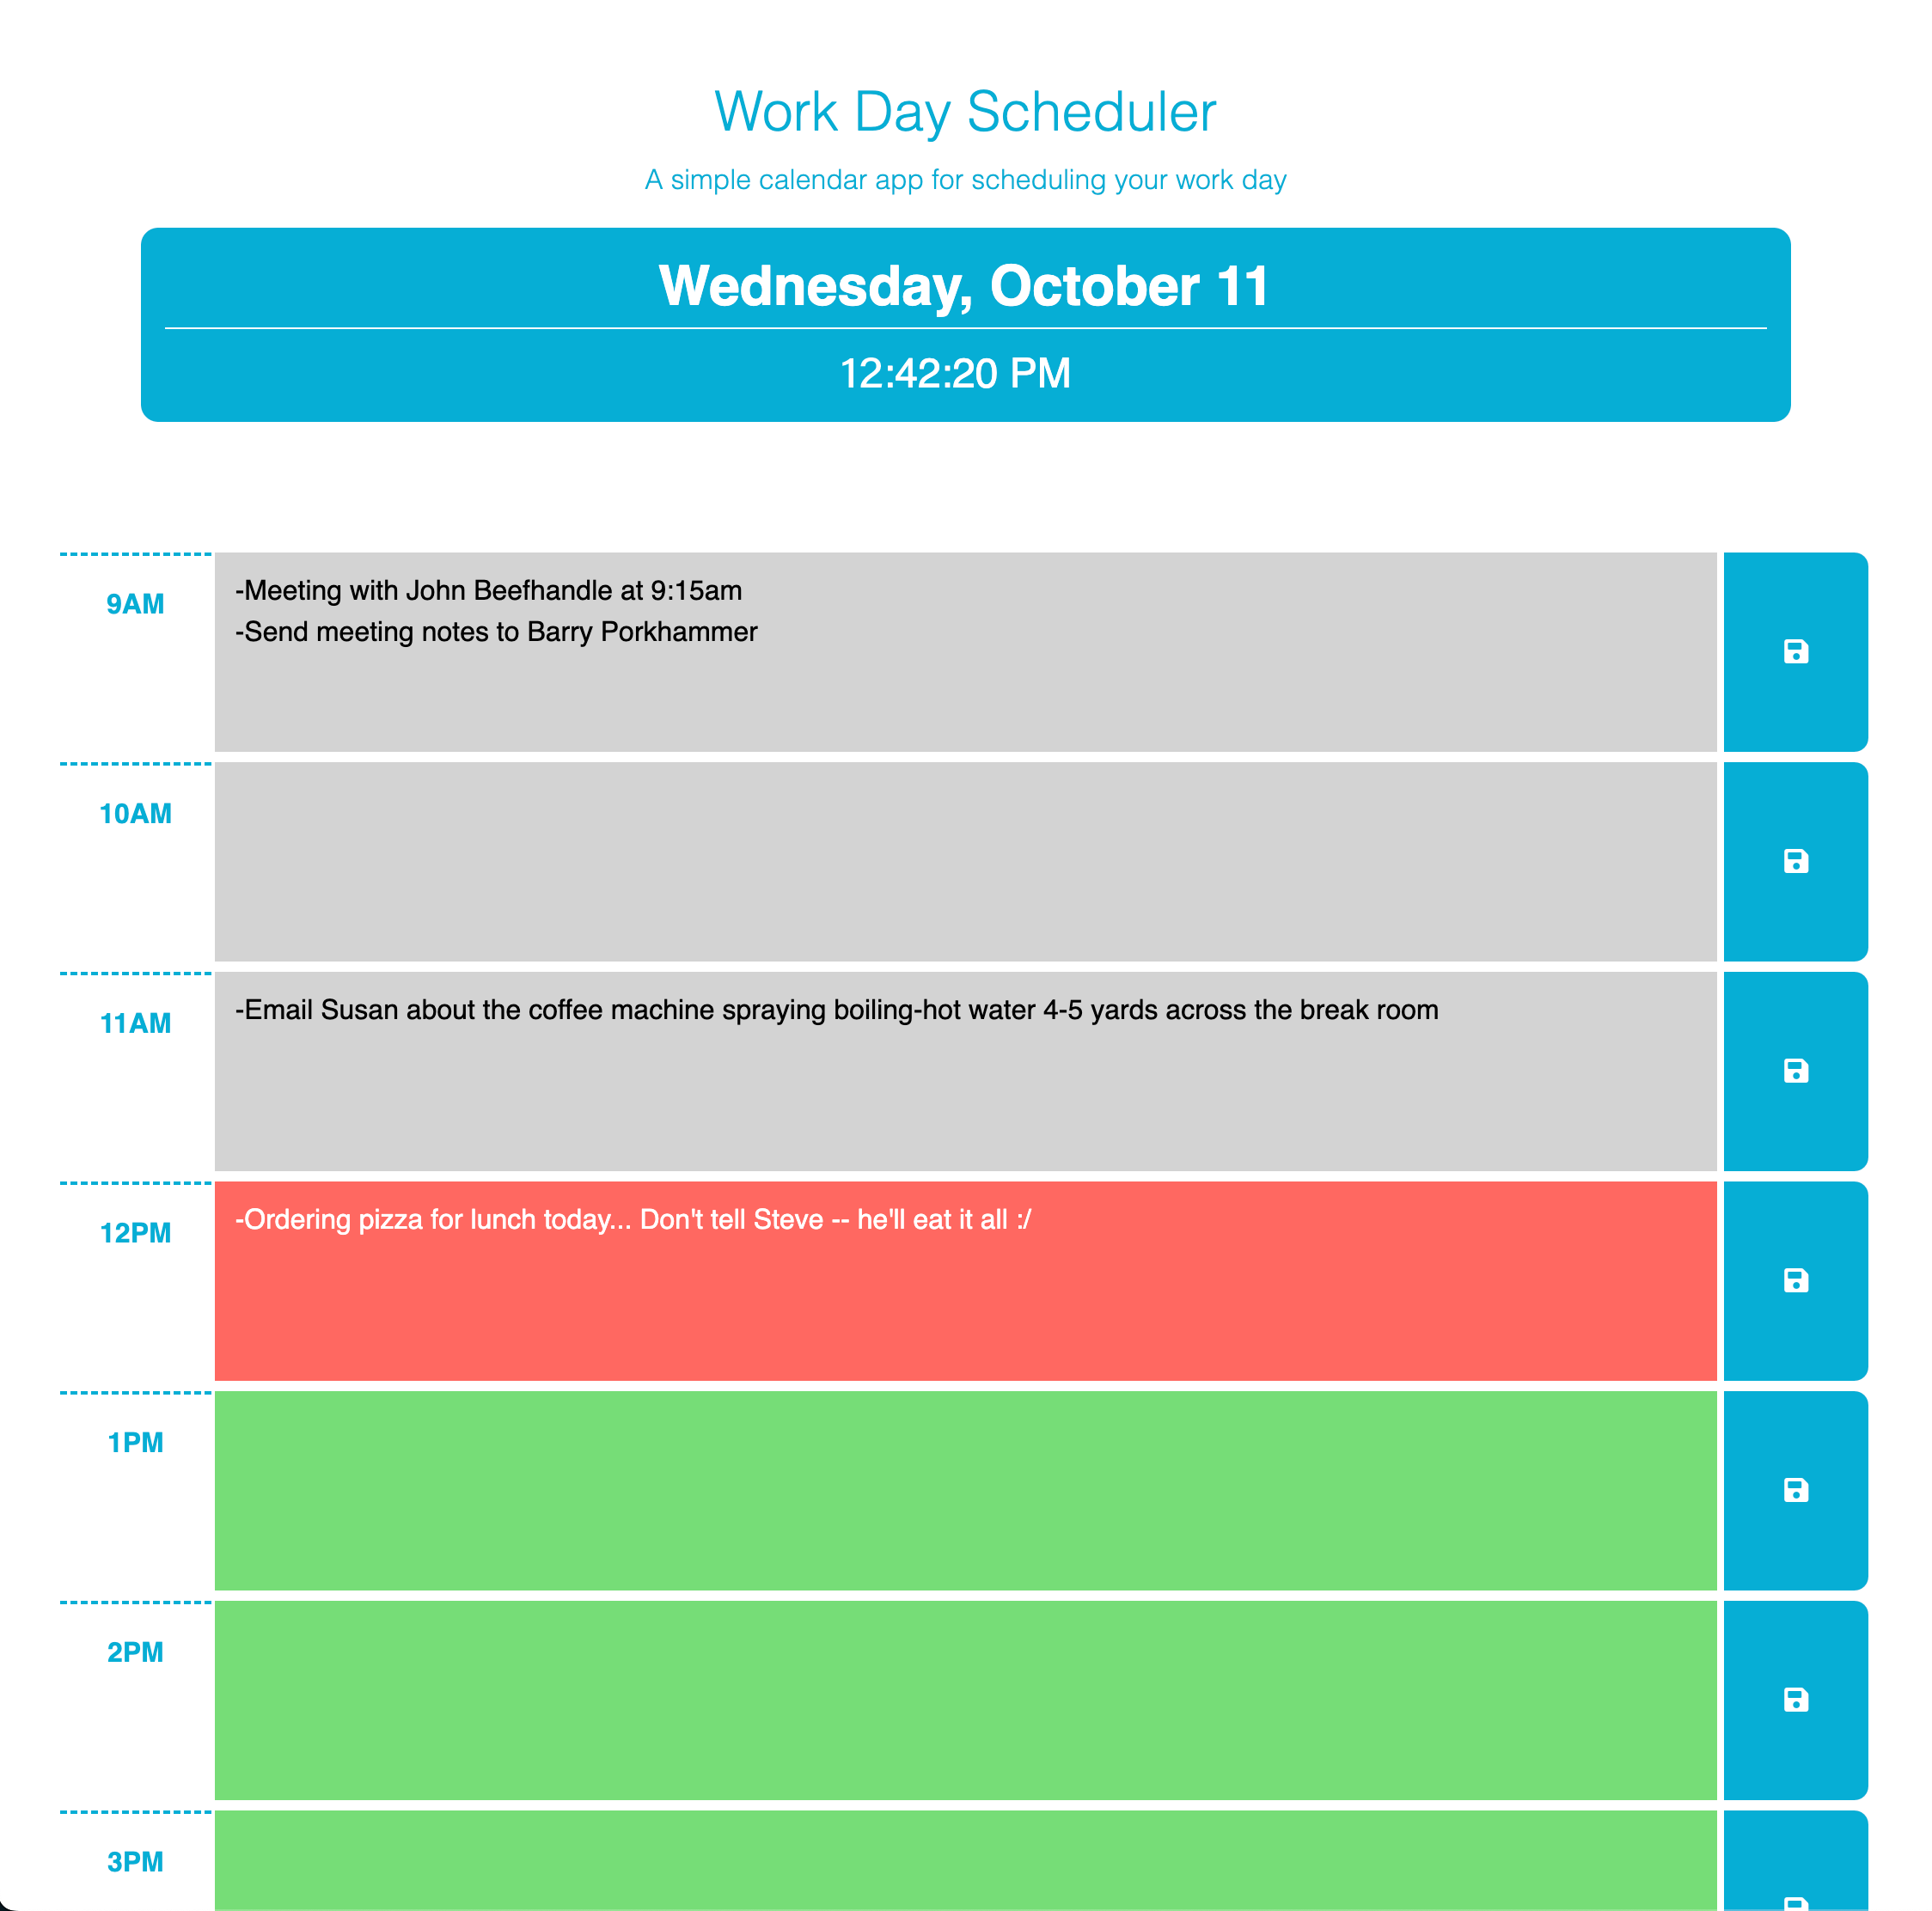 Work Day Scheduler
A simple calendar app for scheduling your work day
Wednesday, October 11
12:42:20 PM
9AM
-Meeting with John Beefhandle at 9:15am
-Send meeting notes to Barry Porkhammer
10AM
11AM
-Email Susan about the coffee machine spraying boiling-hot water 4-5 yards across the break room
12PM
-Ordering pizza for lunch today... Don't tell Steve -- he'll eat it all :/
1PM
2PM
3PM